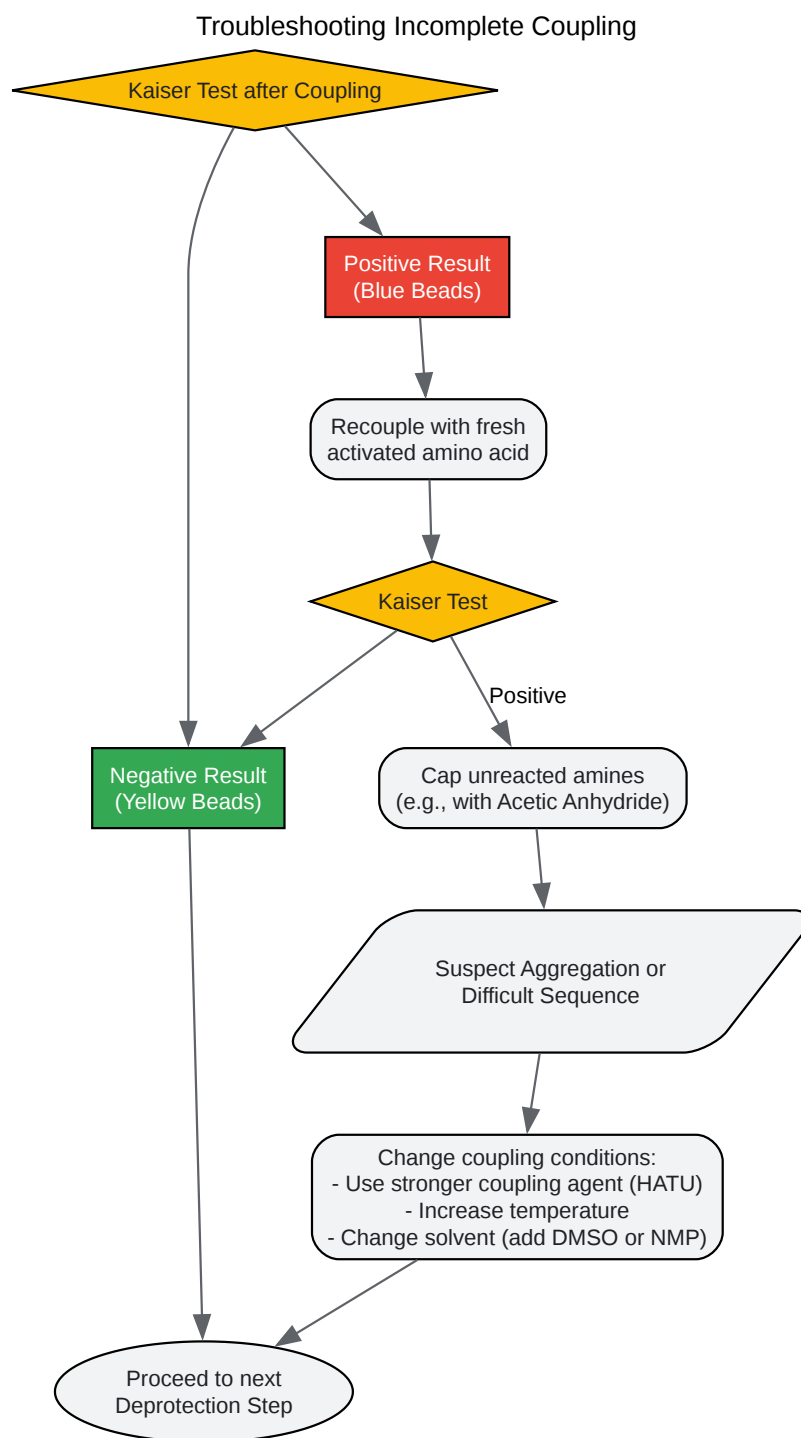 Troubleshooting Incomplete Coupling
Kaiser Test after Coupling
Positive Result
(Blue Beads)
Recouple with fresh
activated amino acid
Kaiser Test
Positive
Negative Result
(Yellow Beads)
Cap unreacted amines
(e.g., with Acetic Anhydride)
Suspect Aggregation or
Difficult Sequence
Change coupling conditions:
- Use stronger coupling agent (HATU)
- Increase temperature
- Change solvent (add DMSO or NMP)
Proceed to next
Deprotection Step